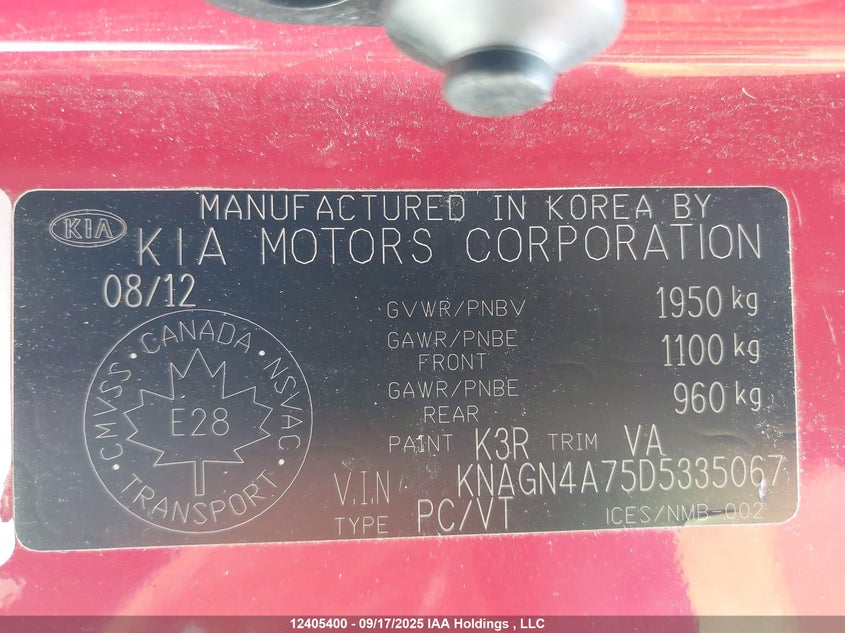 MANUFACTURED IN KOREA BY
KIA
KIA MOTORS CORPORATION
08/12
GVWR/PNBV 1950 kg
GAWR/PNBE FRONT 1100 kg
GAWR/PNBE REAR 960 kg
CMVSS · CANADA · NSVAC · TRANSPORT
E28
PAINT K3R TRIM VA
V.I.N KNAGN4A75D5335067
TYPE PC/VT ICES/NMB-002
12405400 - 09/17/2025 IAA Holdings , LLC